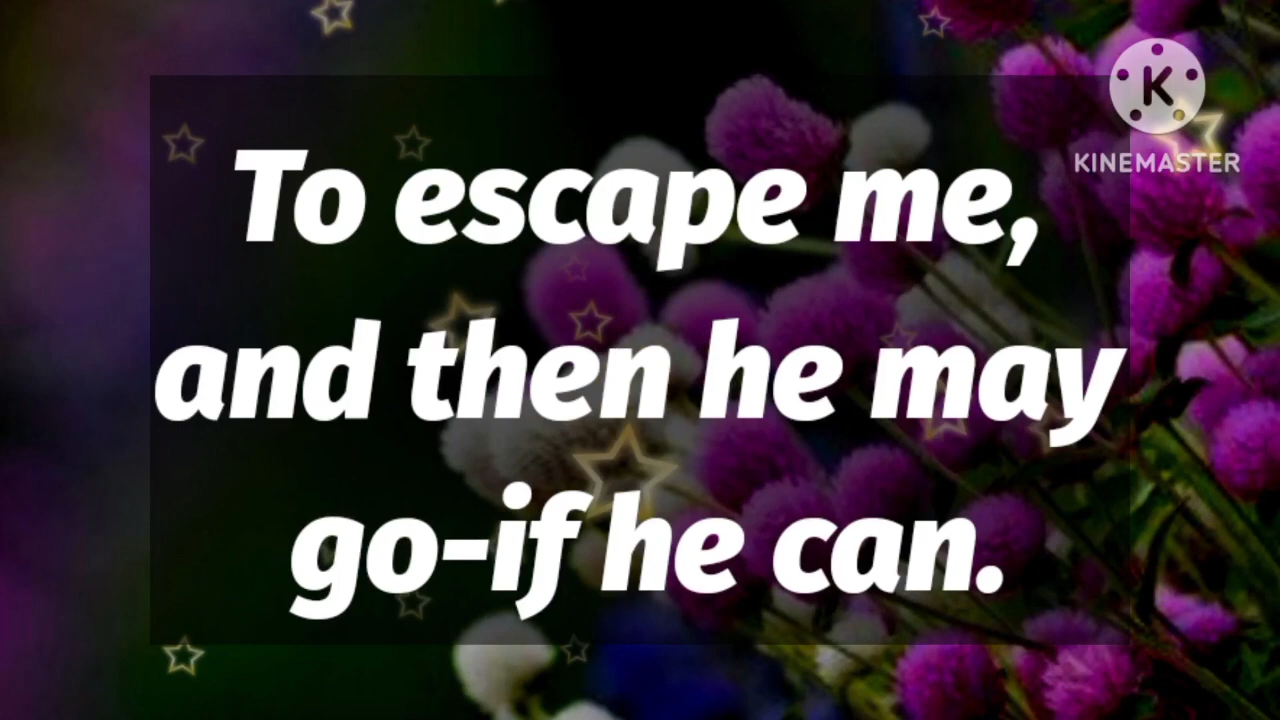 K
KINEMASTER
To escape me,
and then he may
go-if he can.